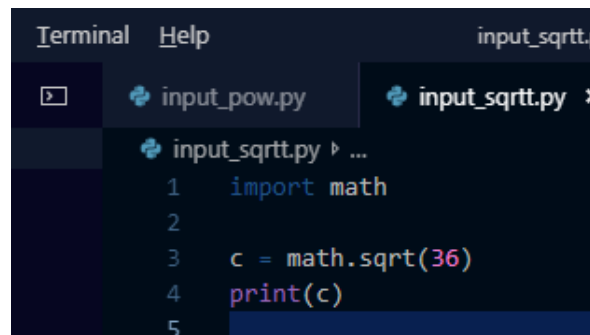 Terminal Help input_sqrtt.
input_pow.py input_sqrtt.py
input_sqrtt.py ...
1 import math
2
3 c = math.sqrt(36)
4 print(c)
5